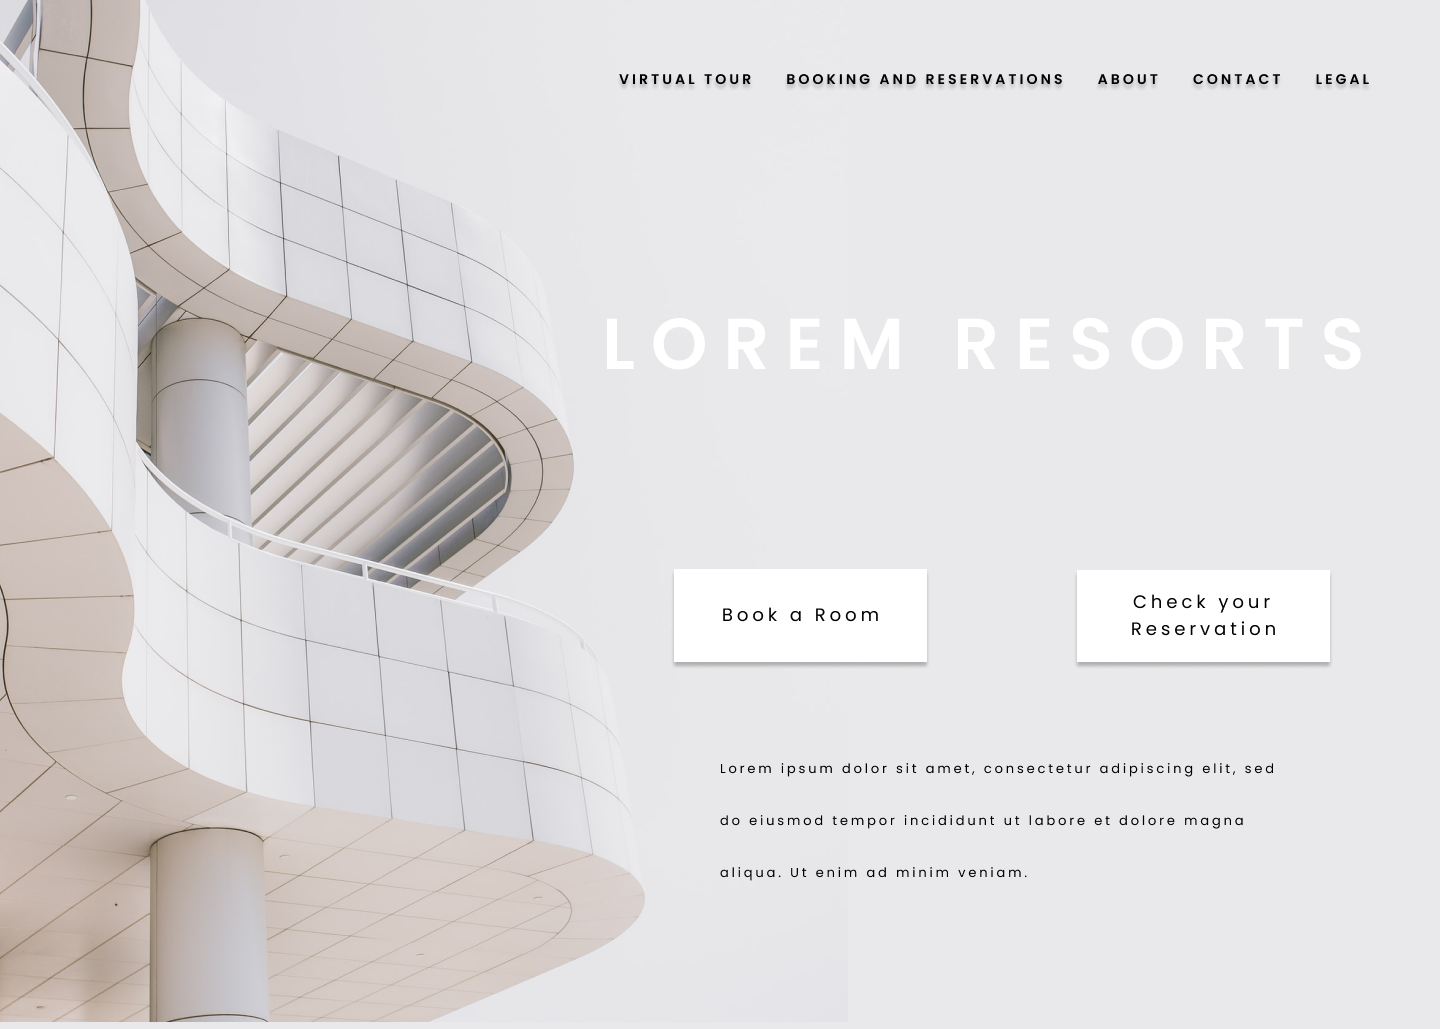 VIRTUAL TOUR BOOKING AND RESERVATIONS ABOUT CONTACT LEGAL
LOREM RESORTS
Book a Room
Check your
Reservation
Lorem ipsum dolor sit amet, consectetur adipiscing elit, sed
do eiusmod tempor incididunt ut labore et dolore magna
aliqua. Ut enim ad minim veniam.